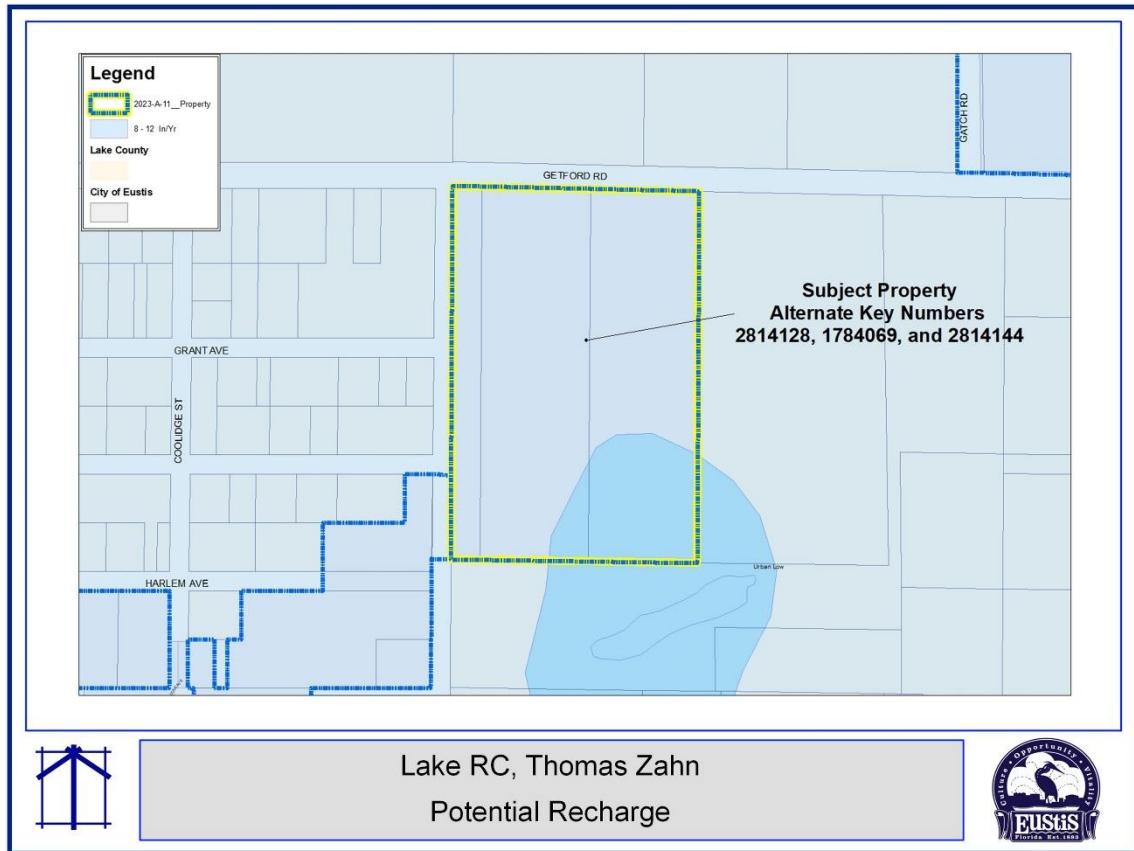 Legend
2023-A-11__Property
8 - 12 In/Yr
Lake County
City of Eustis
GETFORD RD
GATCH RD
Subject Property
Alternate Key Numbers
2814128, 1784069, and 2814144
GRANT AVE
COOLIDGE ST
HARLEM AVE
Urban Low
Lake RC, Thomas Zahn
Potential Recharge
Culture • Opportunity • Vitality
EUSTIS
Florida Est. 1883